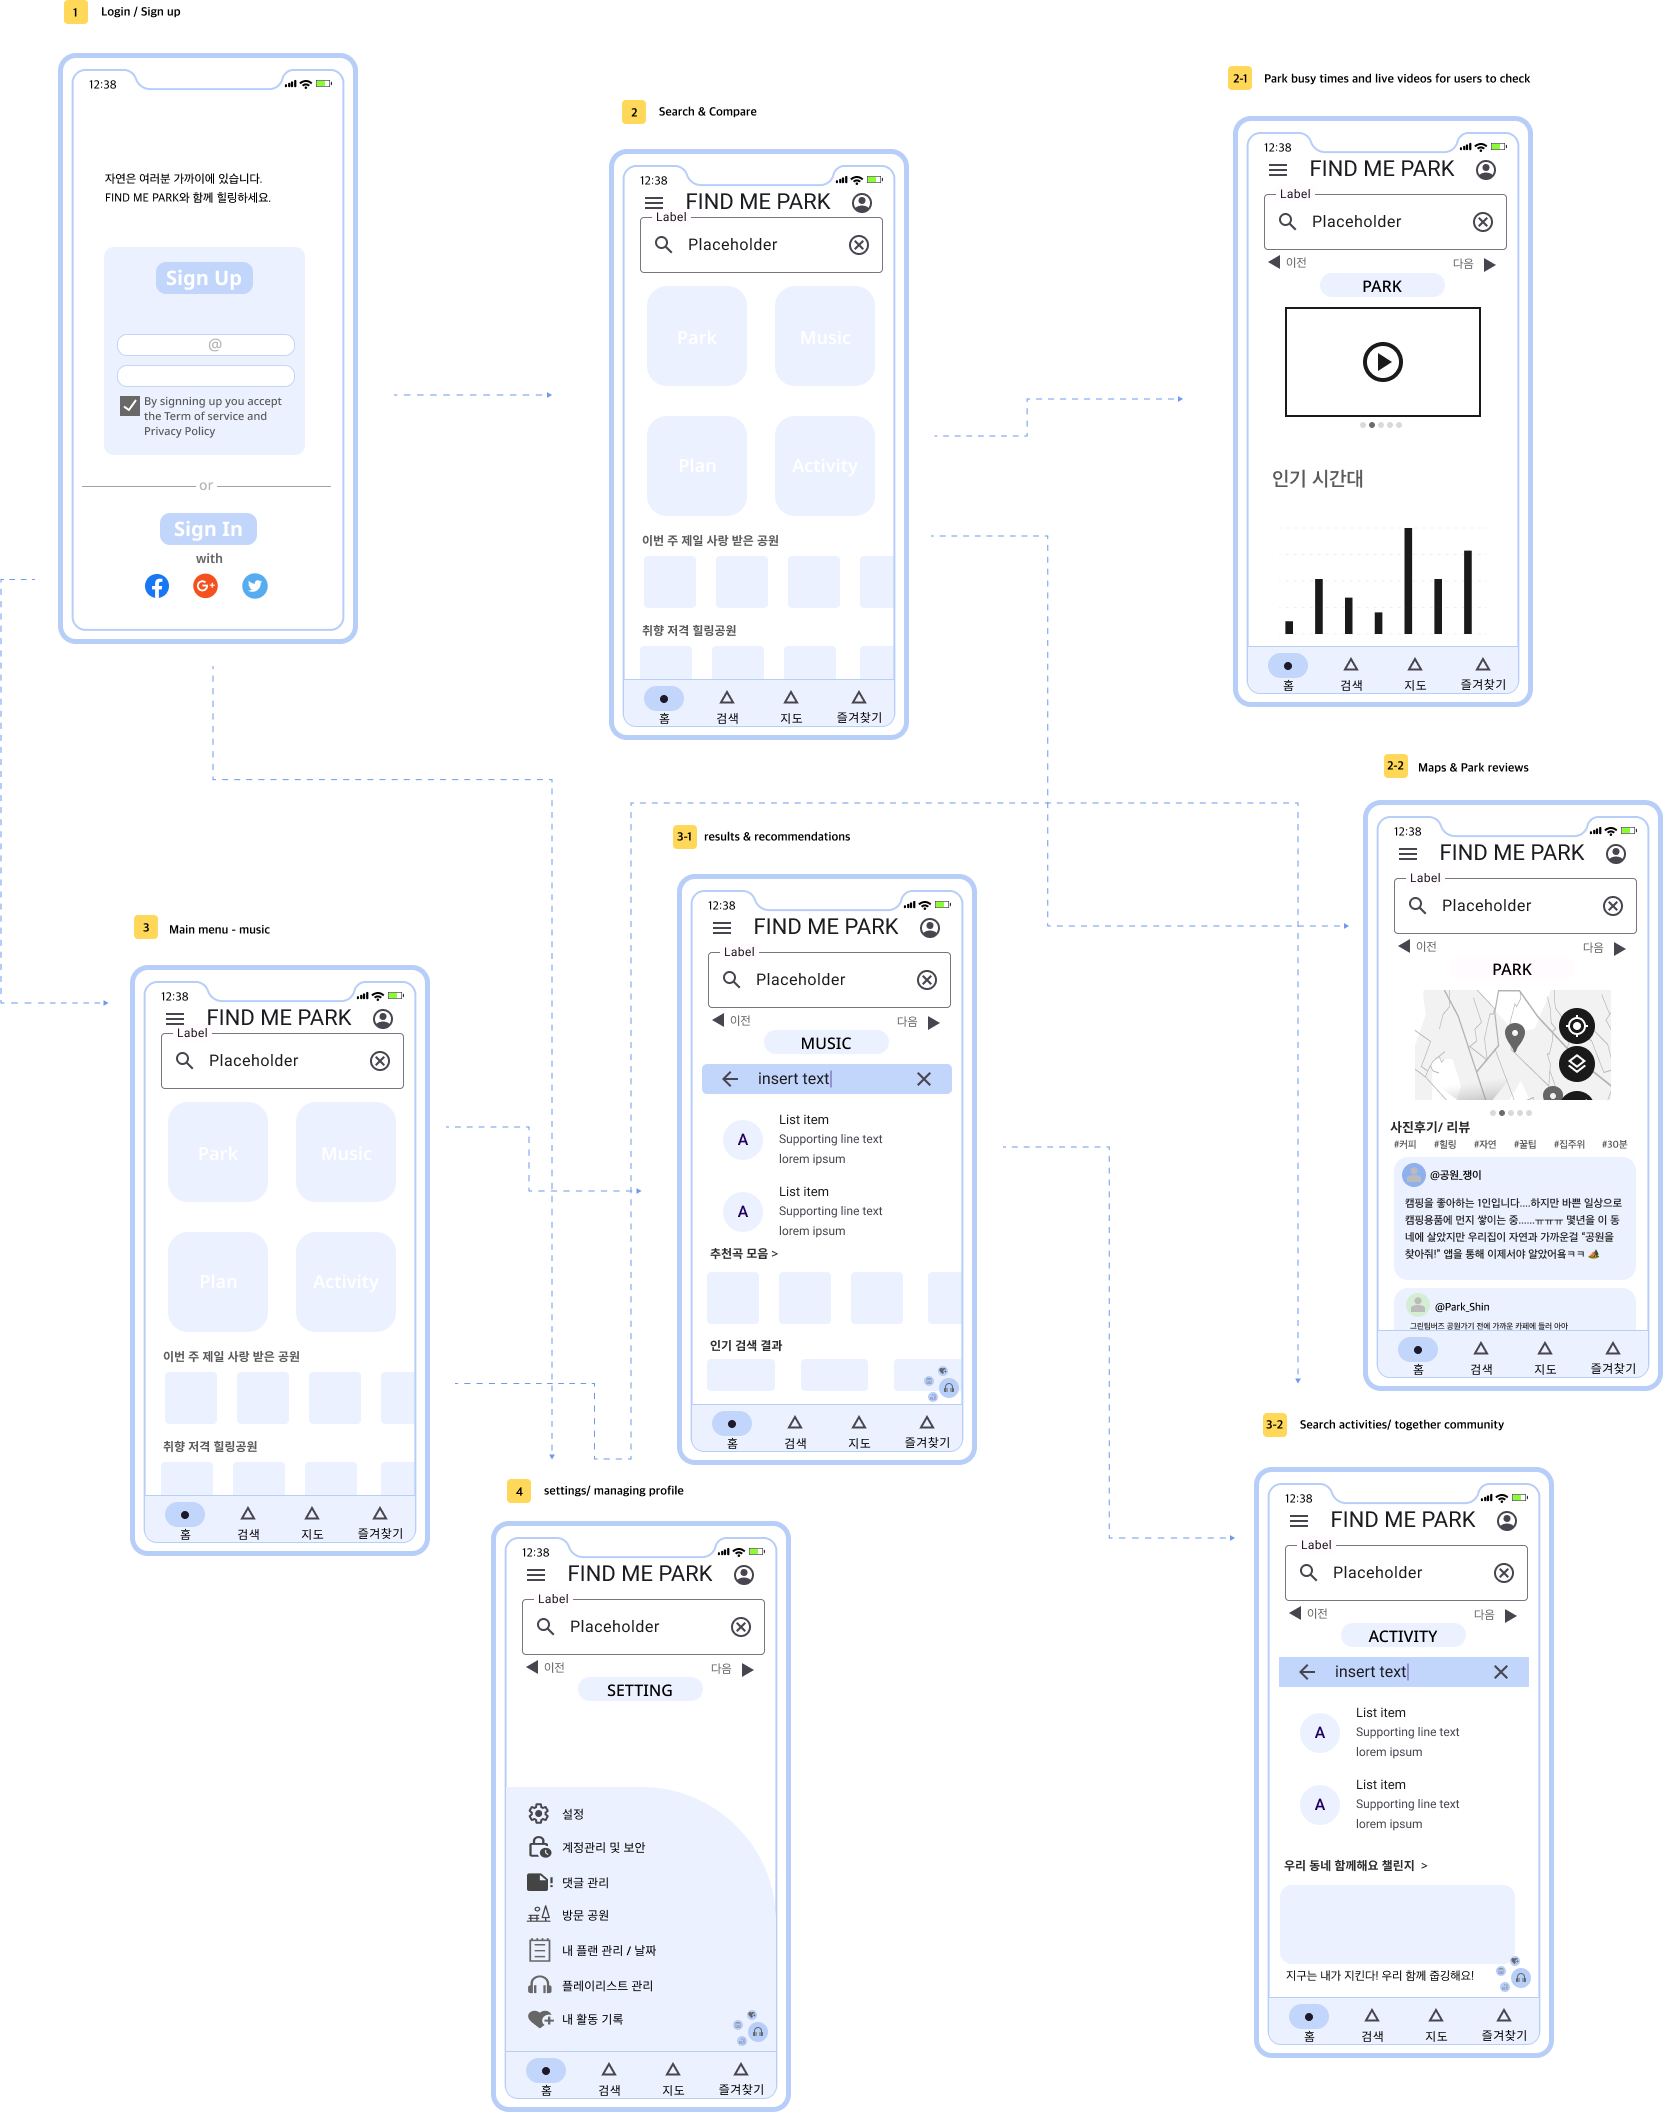 1
Login / Sign up
12:38
자연은 여러분 가까이에 있습니다.
FIND ME PARK와 함께 힐링하세요.
Sign Up
@
By signning up you accept
the Term of service and
Privacy Policy
or
Sign In
with
2
Search & Compare
12:38
FIND ME PARK
Label
Placeholder
Park
Music
Plan
Activity
이번 주 제일 사랑 받은 공원
취향 저격 힐링공원
홈
검색
지도
즐겨찾기
2-1
Park busy times and live videos for users to check
12:38
FIND ME PARK
Label
Placeholder
이전
다음
PARK
인기 시간대
홈
검색
지도
즐겨찾기
2-2
Maps & Park reviews
12:38
FIND ME PARK
Label
Placeholder
이전
다음
PARK
사진후기/ 리뷰
#커피 #힐링 #자연 #꿀팁 #집주위 #30분
@공원_쟁이
캠핑을 좋아하는 1인입니다....하지만 바쁜 일상으로
캠핑용품에 먼지 쌓이는 중......ㅠㅠㅠ 몇년을 이 동
네에 살았지만 우리집이 자연과 가까운걸 "공원을
찾아줘!" 앱을 통해 이제서야 알았어욬ㅋㅋ
@Park_Shin
그린팀버즈 공원가기 전에 가까운 카페에 들러 아아
홈
검색
지도
즐겨찾기
3
Main menu - music
12:38
FIND ME PARK
Label
Placeholder
Park
Music
Plan
Activity
이번 주 제일 사랑 받은 공원
취향 저격 힐링공원
홈
검색
지도
즐겨찾기
3-1
results & recommendations
12:38
FIND ME PARK
Label
Placeholder
이전
다음
MUSIC
insert text
A
List item
Supporting line text
lorem ipsum
A
List item
Supporting line text
lorem ipsum
추천곡 모음 >
인기 검색 결과
홈
검색
지도
즐겨찾기
3-2
Search activities/ together community
12:38
FIND ME PARK
Label
Placeholder
이전
다음
ACTIVITY
insert text
A
List item
Supporting line text
lorem ipsum
A
List item
Supporting line text
lorem ipsum
우리 동네 함께해요 챌린지 >
지구는 내가 지킨다! 우리 함께 줍깅해요!
홈
검색
지도
즐겨찾기
4
settings/ managing profile
12:38
FIND ME PARK
Label
Placeholder
이전
다음
SETTING
설정
계정관리 및 보안
댓글 관리
방문 공원
내 플랜 관리 / 날짜
플레이리스트 관리
내 활동 기록
홈
검색
지도
즐겨찾기